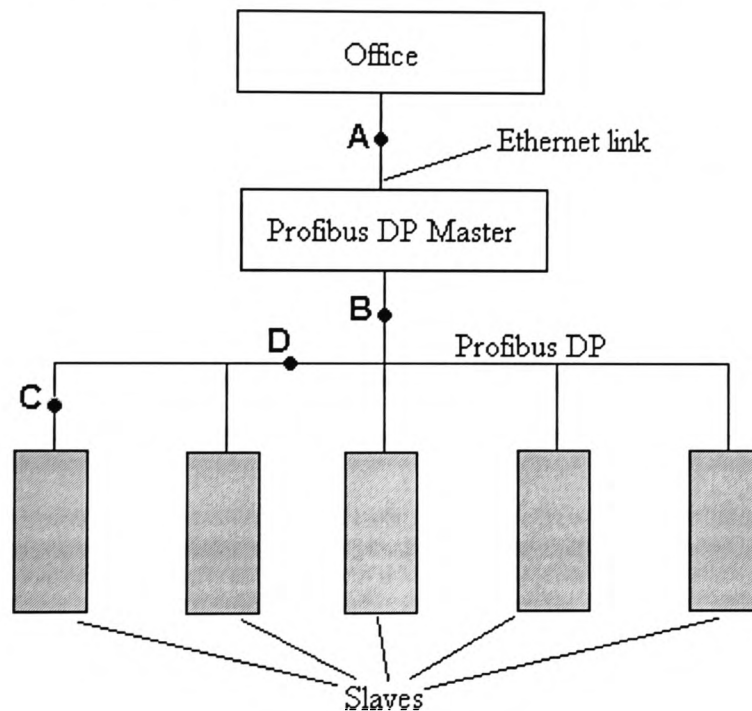 Office
A
Ethernet link
Profibus DP Master
B
D
Profibus DP
C
Slaves